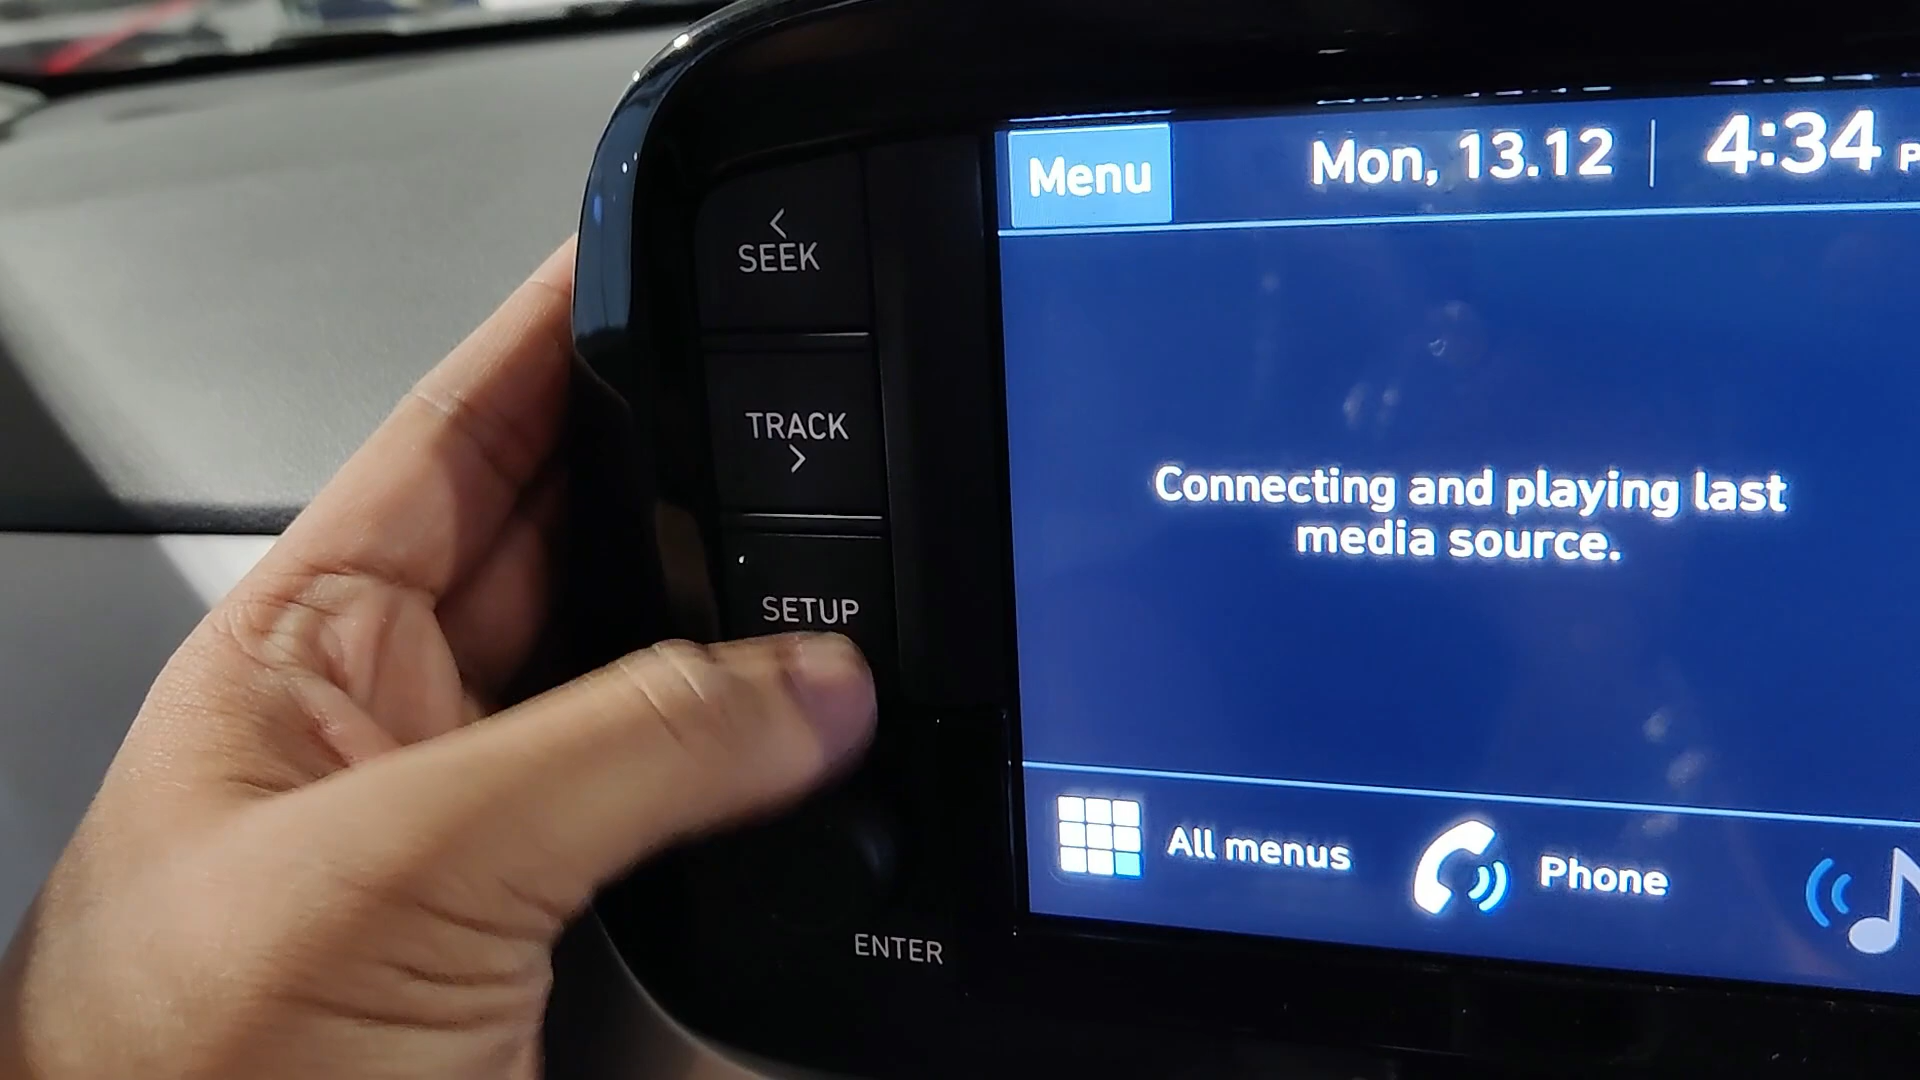 <
SEEK
TRACK
>
SETUP
ENTER
Menu
Mon, 13.12
4:34
Connecting and playing last
media source.
All menus
Phone